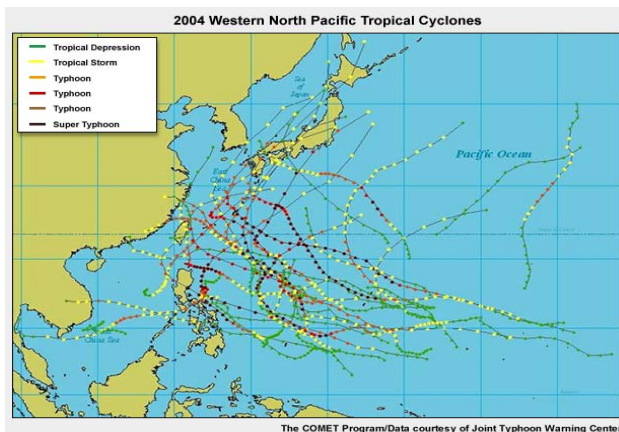 2004 Western North Pacific Tropical Cyclones
Tropical Depression
Tropical Storm
Typhoon
Typhoon
Typhoon
Super Typhoon
Sea
of
Japan
East
China
Sea
Pacific Ocean
China Sea
The COMET Program/Data courtesy of Joint Typhoon Warning Center